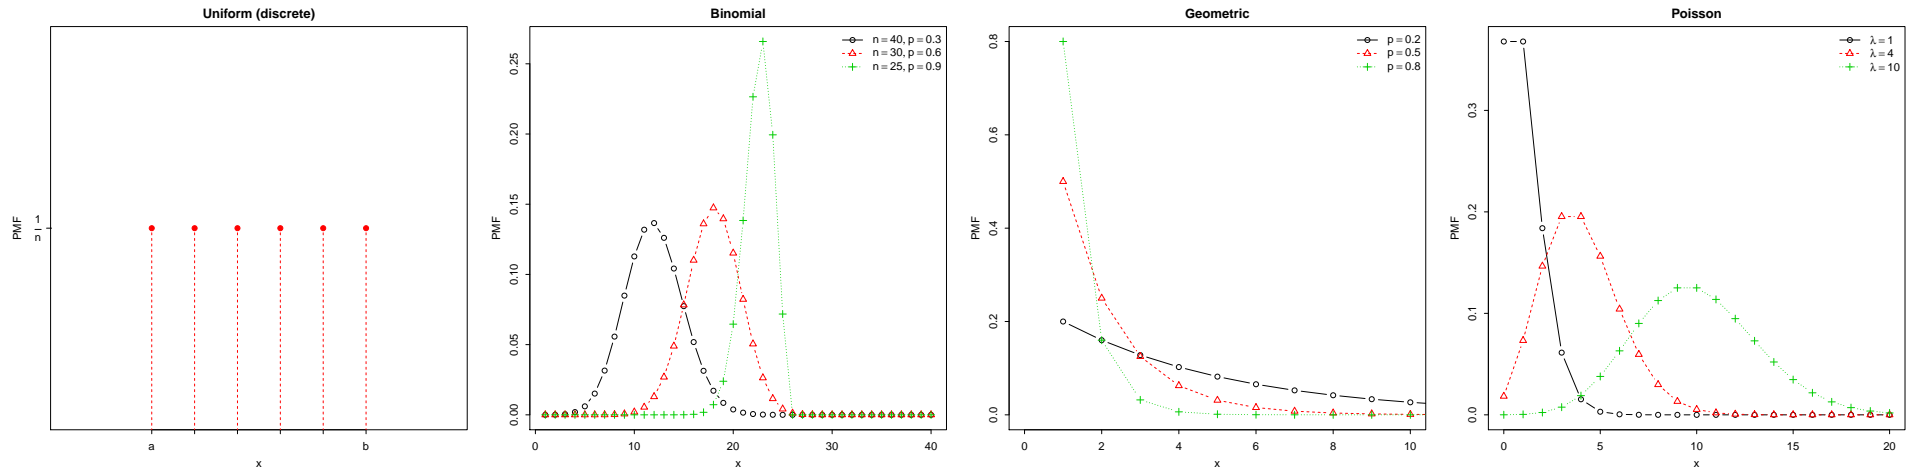 Uniform (discrete)
PMF
1
n
a
b
x
Binomial
n = 40, p = 0.3
n = 30, p = 0.6
n = 25, p = 0.9
PMF
0.25
0.20
0.15
0.10
0.05
0.00
0 10 20 30 40
x
Geometric
p = 0.2
p = 0.5
p = 0.8
PMF
0.8
0.6
0.4
0.2
0.0
0 2 4 6 8 10
x
Poisson
λ = 1
λ = 4
λ = 10
PMF
0.3
0.2
0.1
0.0
0 5 10 15 20
x